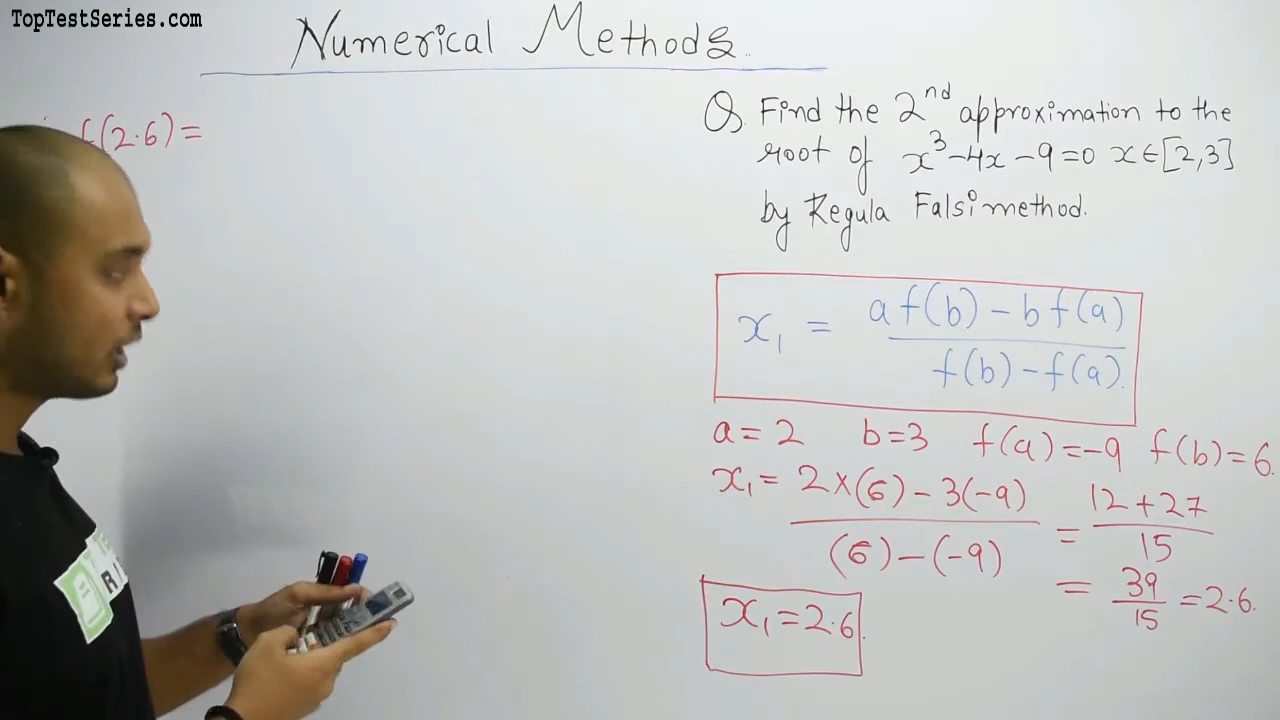 TopTestSeries.com
Numerical Methods
f(2.6) =
Q. Find the 2nd approximation to the
root of x³-4x-9=0 x∈[2,3]
by Regula Falsi method.
x₁ = (a f(b) - b f(a)) / (f(b) - f(a))
a = 2 b=3 f(a)=-9 f(b)=6.
x₁ = (2×(6) - 3(-9)) / ((6) - (-9)) = (12+27) / 15
= 39/15 = 2.6.
x₁ = 2.6.